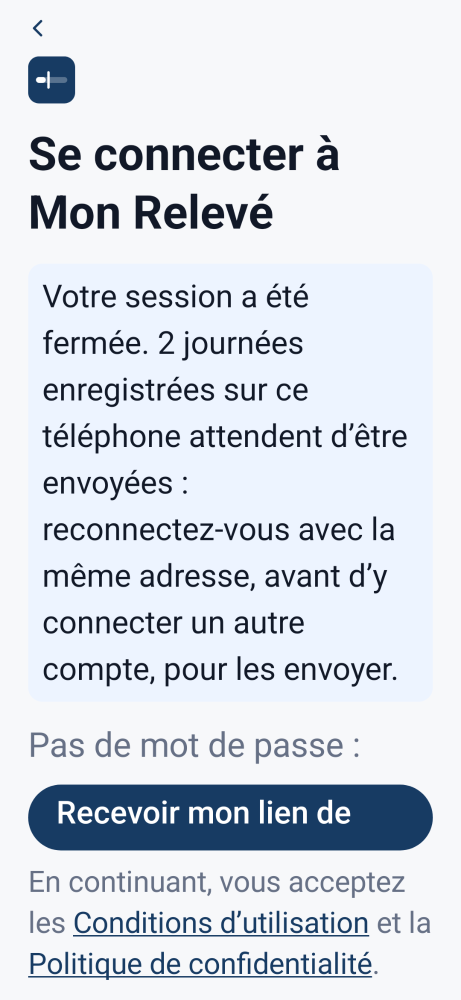 Se connecter à
Mon Relevé
Votre session a été
fermée. 2 journées
enregistrées sur ce
téléphone attendent d’être
envoyées :
reconnectez-vous avec la
même adresse, avant d’y
connecter un autre
compte, pour les envoyer.
Pas de mot de passe :
Recevoir mon lien de
En continuant, vous acceptez
les Conditions d’utilisation et la
Politique de confidentialité.